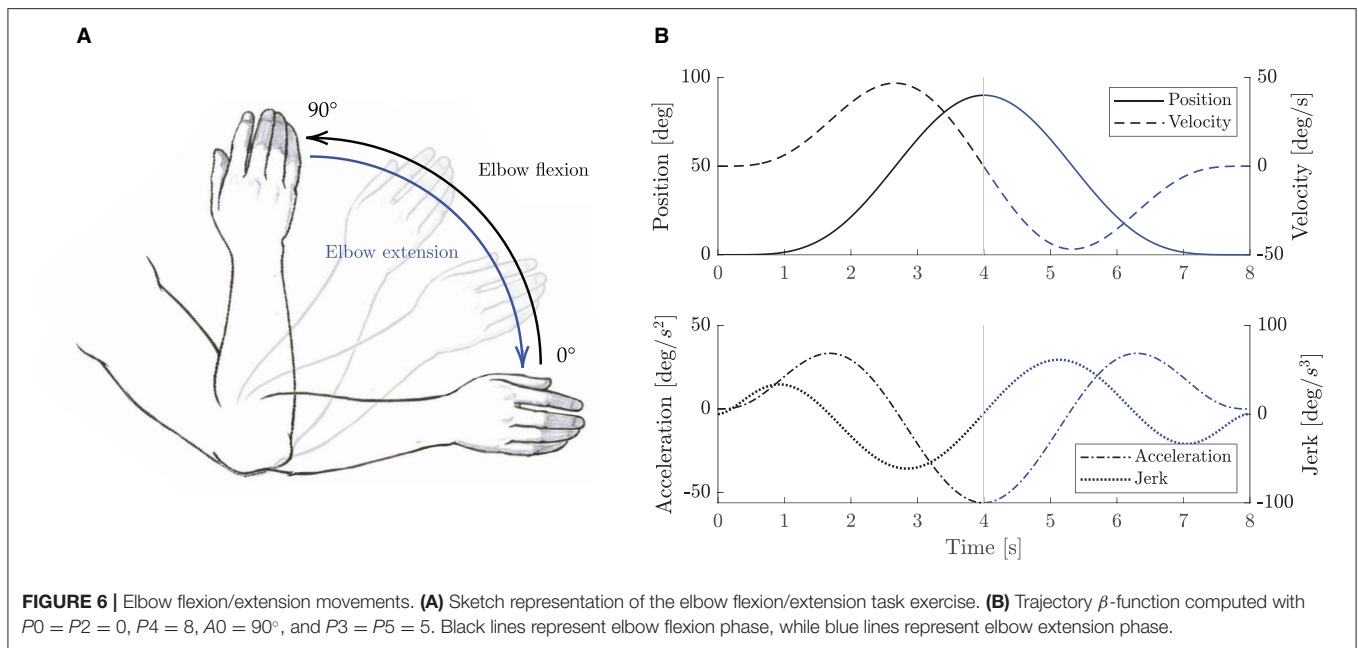 A
90°
Elbow flexion
Elbow extension
0°
B
Position [deg]
100
50
0
Position
Velocity
50
0
-50
Velocity [deg/s]
0 1 2 3 4 5 6 7 8
Acceleration [deg/s²]
50
0
-50
Acceleration
Jerk
100
0
-100
Jerk [deg/s³]
0 1 2 3 4 5 6 7 8
Time [s]
FIGURE 6 | Elbow flexion/extension movements. (A) Sketch representation of the elbow flexion/extension task exercise. (B) Trajectory β-function computed with
P0 = P2 = 0, P4 = 8, A0 = 90°, and P3 = P5 = 5. Black lines represent elbow flexion phase, while blue lines represent elbow extension phase.